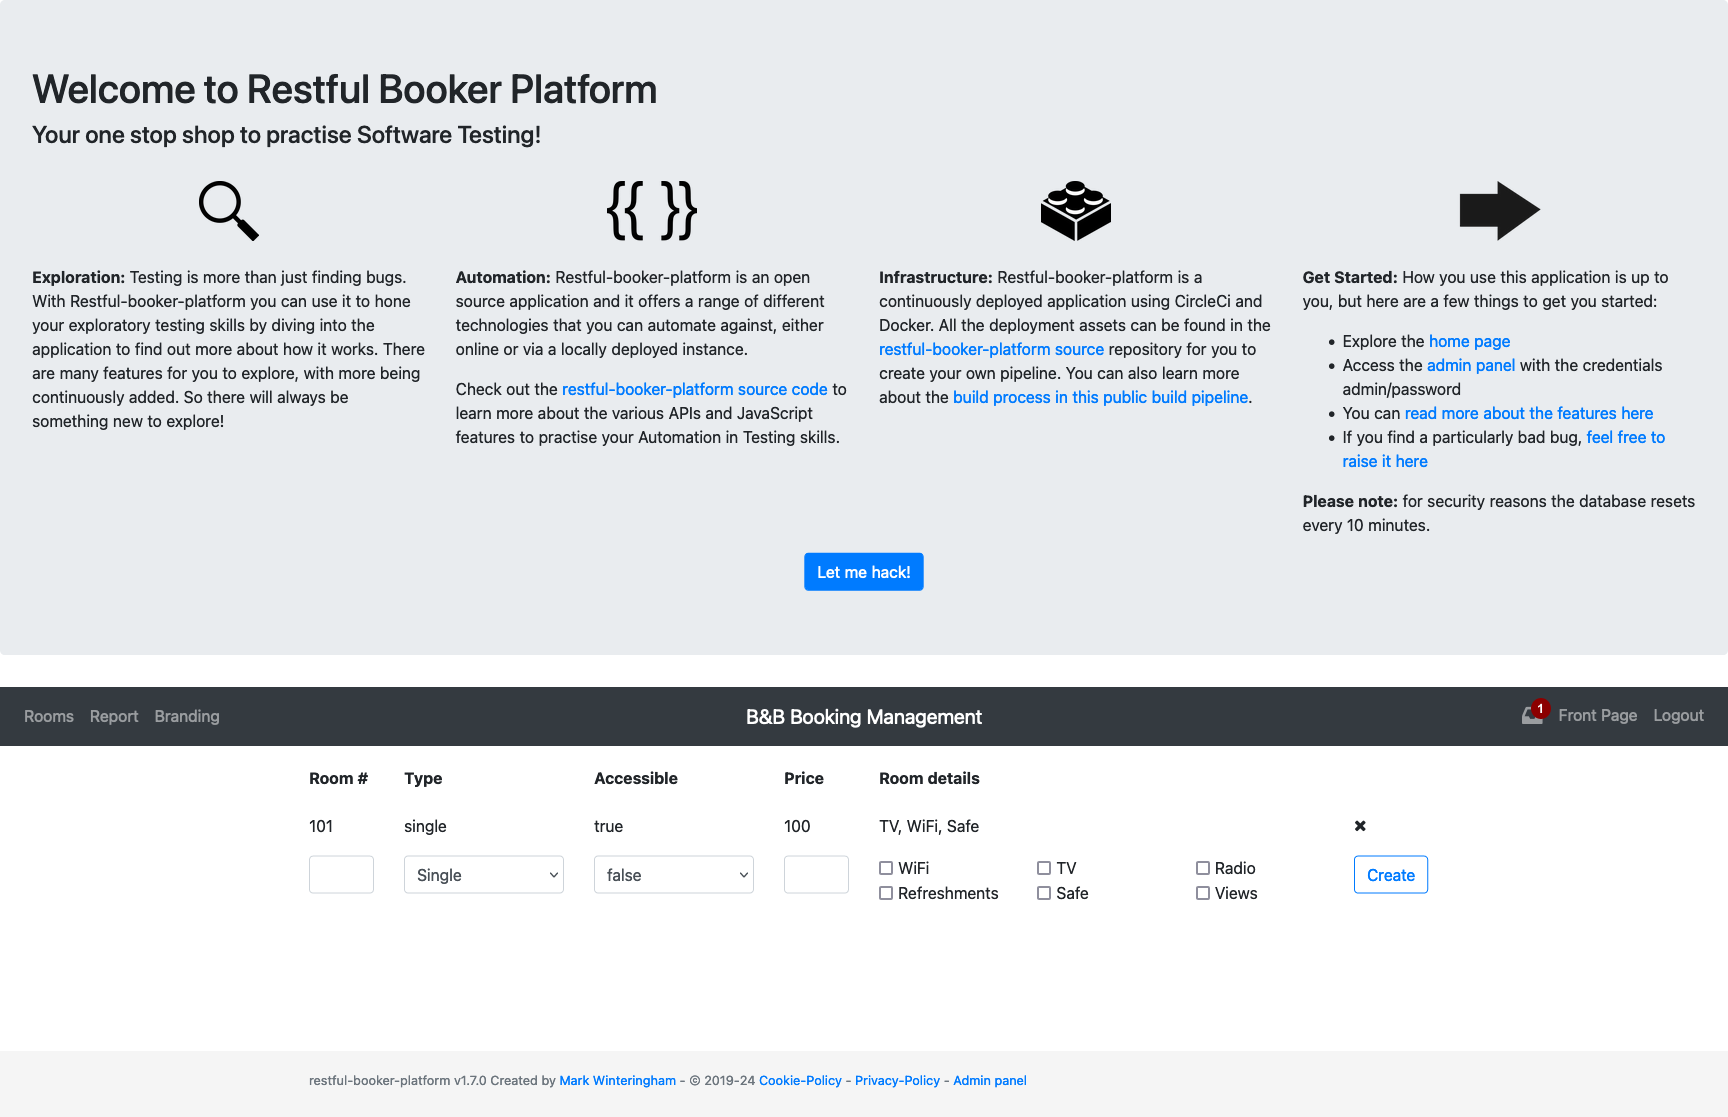 Welcome to Restful Booker Platform
Your one stop shop to practise Software Testing!
{{ }}
Exploration: Testing is more than just finding bugs.
With Restful-booker-platform you can use it to hone
your exploratory testing skills by diving into the
application to find out more about how it works. There
are many features for you to explore, with more being
continuously added. So there will always be
something new to explore!
Automation: Restful-booker-platform is an open
source application and it offers a range of different
technologies that you can automate against, either
online or via a locally deployed instance.
Check out the restful-booker-platform source code to
learn more about the various APIs and JavaScript
features to practise your Automation in Testing skills.
Infrastructure: Restful-booker-platform is a
continuously deployed application using CircleCi and
Docker. All the deployment assets can be found in the
restful-booker-platform source repository for you to
create your own pipeline. You can also learn more
about the build process in this public build pipeline.
Get Started: How you use this application is up to
you, but here are a few things to get you started:
• Explore the home page
• Access the admin panel with the credentials
admin/password
• You can read more about the features here
• If you find a particularly bad bug, feel free to
raise it here
Please note: for security reasons the database resets
every 10 minutes.
Let me hack!
Rooms Report Branding B&B Booking Management 1 Front Page Logout
Room # Type Accessible Price Room details
101 single true 100 TV, WiFi, Safe ✖
Single false WiFi TV Radio Create
Refreshments Safe Views
restful-booker-platform v1.7.0 Created by Mark Winteringham - © 2019-24 Cookie-Policy - Privacy-Policy - Admin panel